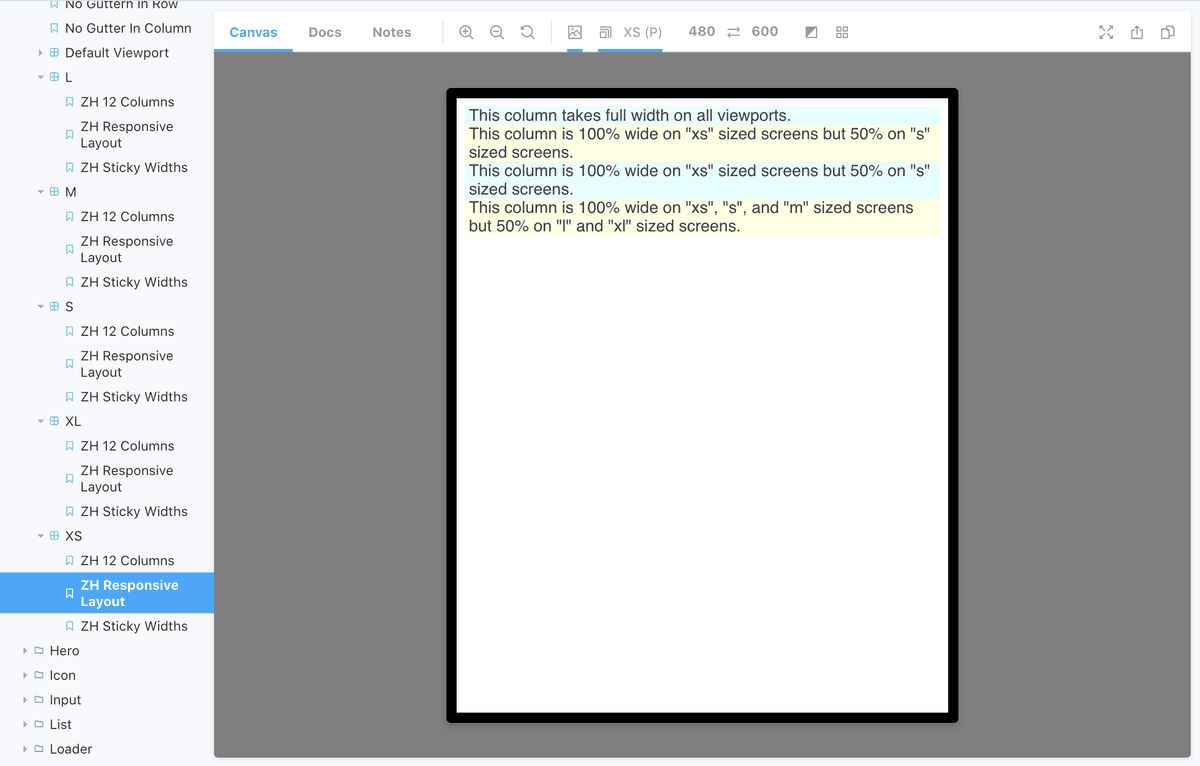 No Guttern In Row
No Gutter In Column
Default Viewport
L
ZH 12 Columns
ZH Responsive
Layout
ZH Sticky Widths
M
ZH 12 Columns
ZH Responsive
Layout
ZH Sticky Widths
S
ZH 12 Columns
ZH Responsive
Layout
ZH Sticky Widths
XL
ZH 12 Columns
ZH Responsive
Layout
ZH Sticky Widths
XS
ZH 12 Columns
ZH Responsive
Layout
ZH Sticky Widths
Hero
Icon
Input
List
Loader
Canvas Docs Notes XS (P) 480 600
This column takes full width on all viewports.
This column is 100% wide on "xs" sized screens but 50% on "s"
sized screens.
This column is 100% wide on "xs" sized screens but 50% on "s"
sized screens.
This column is 100% wide on "xs", "s", and "m" sized screens
but 50% on "l" and "xl" sized screens.